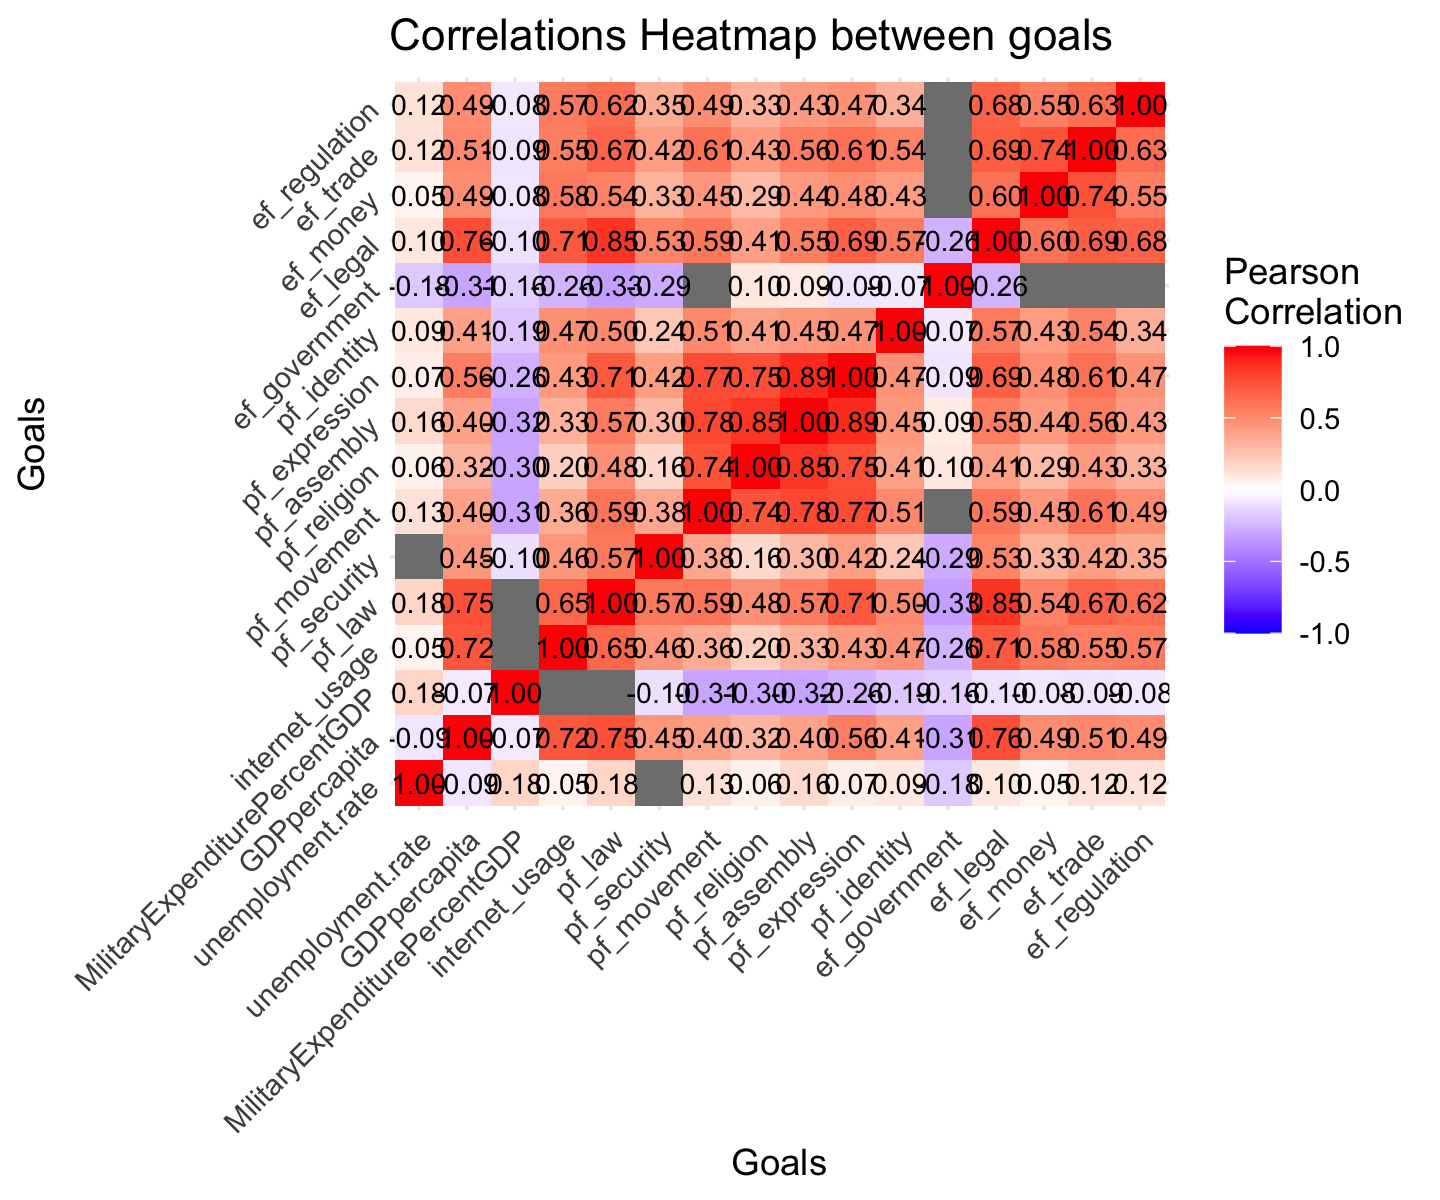 Correlations Heatmap between goals
Goals
ef_regulation 0.12 0.49 -0.08 0.57 0.62 0.35 0.49 0.33 0.43 0.47 0.34 0.68 0.55 0.63 1.00
ef_trade 0.12 0.51 -0.09 0.55 0.67 0.42 0.61 0.43 0.56 0.61 0.54 0.69 0.74 1.00 0.63
ef_money 0.05 0.49 -0.08 0.58 0.54 0.33 0.45 0.29 0.44 0.48 0.43 0.60 1.00 0.74 0.55
ef_legal 0.10 0.76 -0.10 0.71 0.85 0.53 0.59 0.41 0.55 0.69 0.57 -0.26 1.00 0.60 0.69 0.68
ef_government -0.18 -0.31 -0.16 -0.26 -0.33 -0.29 0.10 0.09 -0.09 -0.07 1.00 -0.26
pf_identity 0.09 0.41 -0.19 0.47 0.50 0.24 0.51 0.41 0.45 0.47 1.00 -0.07 0.57 0.43 0.54 0.34
pf_expression 0.07 0.56 -0.26 0.43 0.71 0.42 0.77 0.75 0.89 1.00 0.47 -0.09 0.69 0.48 0.61 0.47
pf_assembly 0.16 0.40 -0.32 0.33 0.57 0.30 0.78 0.85 1.00 0.89 0.45 0.09 0.55 0.44 0.56 0.43
pf_religion 0.06 0.32 -0.30 0.20 0.48 0.16 0.74 1.00 0.85 0.75 0.41 0.10 0.41 0.29 0.43 0.33
pf_movement 0.13 0.40 -0.31 0.36 0.59 0.38 1.00 0.74 0.78 0.77 0.51 0.59 0.45 0.61 0.49
pf_security 0.45 -0.10 0.46 0.57 1.00 0.38 0.16 0.30 0.42 0.24 -0.29 0.53 0.33 0.42 0.35
pf_law 0.18 0.75 0.65 1.00 0.57 0.59 0.48 0.57 0.71 0.50 -0.33 0.85 0.54 0.67 0.62
internet_usage 0.05 0.72 1.00 0.65 0.46 0.36 0.20 0.33 0.43 0.47 -0.26 0.71 0.58 0.55 0.57
MilitaryExpenditurePercentGDP 0.18 -0.07 1.00 -0.10 -0.31 -0.30 -0.32 -0.26 -0.19 -0.16 -0.10 -0.08 -0.09 -0.08
GDPpercapita -0.09 1.00 -0.07 0.72 0.75 0.45 0.40 0.32 0.40 0.56 0.41 -0.31 0.76 0.49 0.51 0.49
unemployment.rate 1.00 -0.09 0.18 0.05 0.18 0.13 0.06 0.16 0.07 0.09 -0.18 0.10 0.05 0.12 0.12
unemployment.rate
GDPpercapita
MilitaryExpenditurePercentGDP
internet_usage
pf_law
pf_security
pf_movement
pf_religion
pf_assembly
pf_expression
pf_identity
ef_government
ef_legal
ef_money
ef_trade
ef_regulation
Goals
Pearson
Correlation
1.0
0.5
0.0
-0.5
-1.0